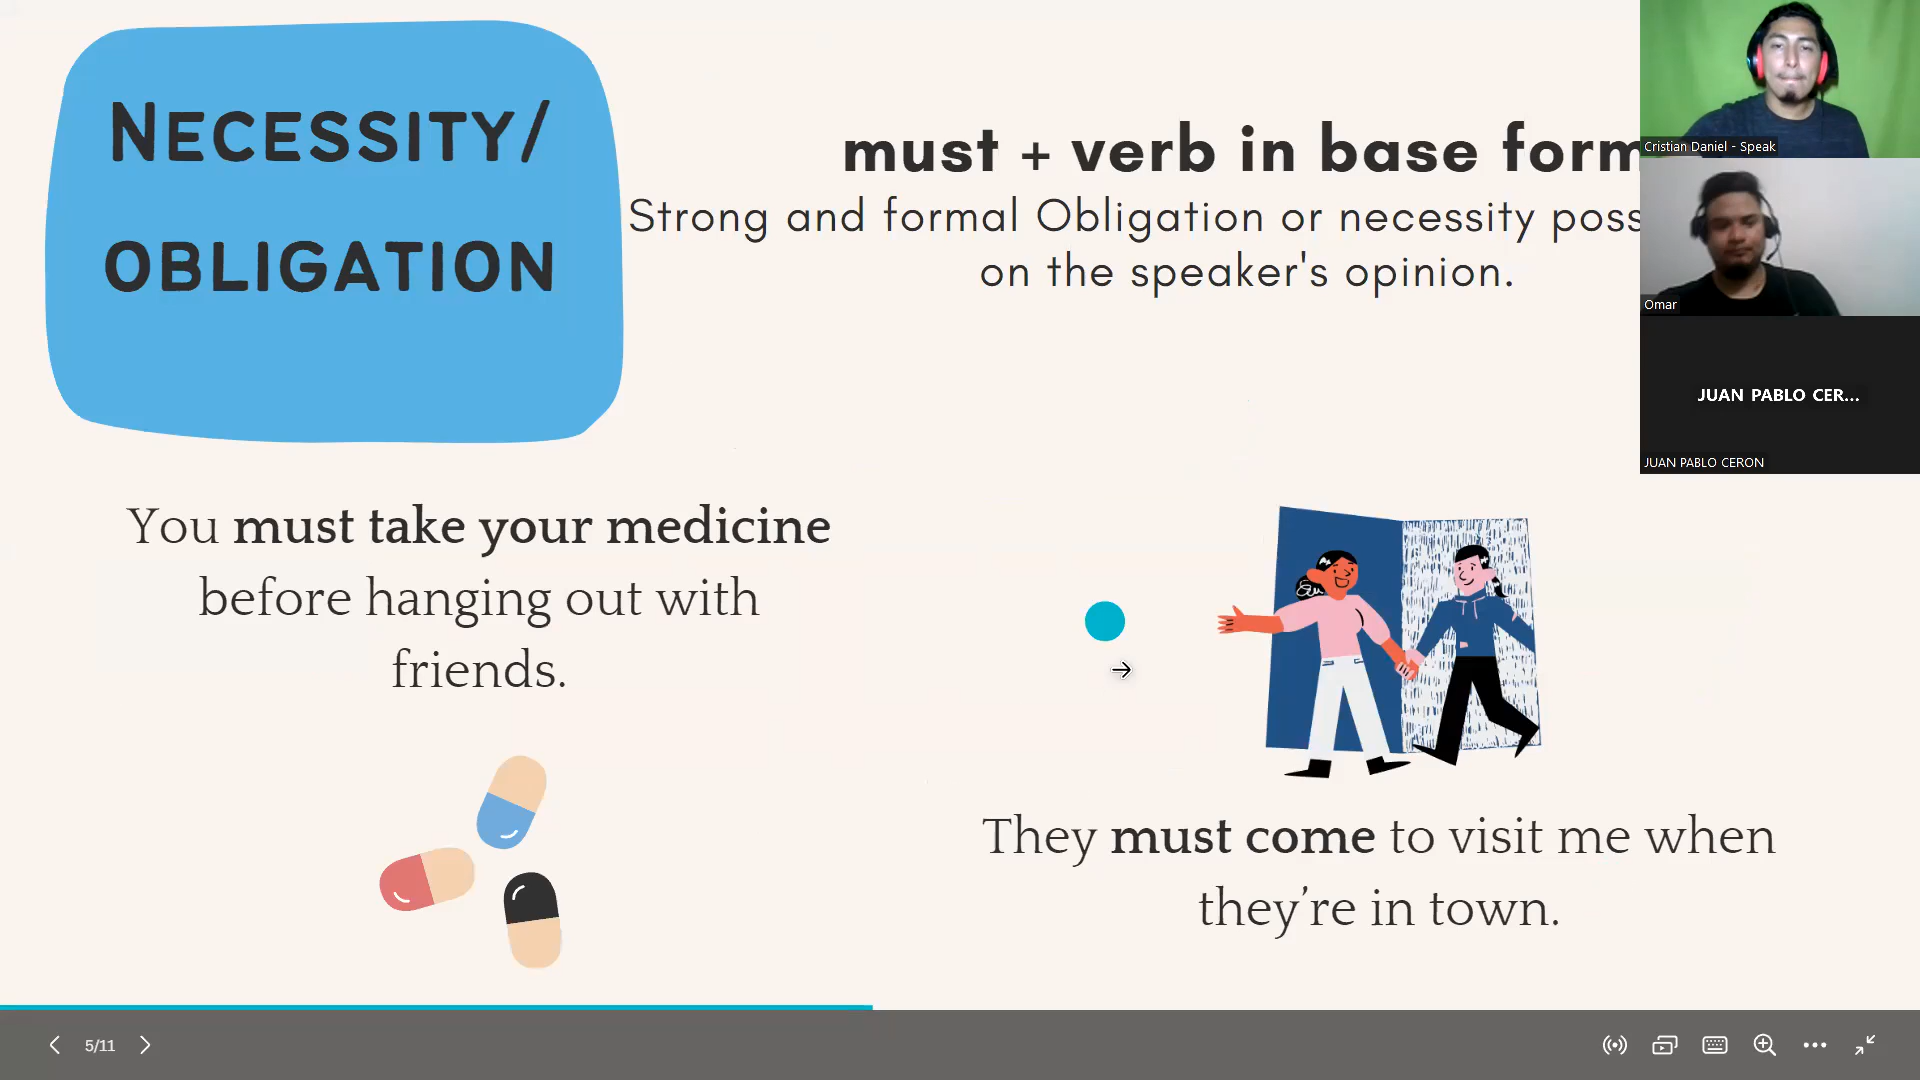 NECESSITY/
OBLIGATION
must + verb in base form
Strong and formal Obligation or necessity poss
on the speaker's opinion.
You must take your medicine
before hanging out with
friends.
They must come to visit me when
they’re in town.
Cristian Daniel - Speak
Omar
JUAN PABLO CER...
JUAN PABLO CERON
5/11